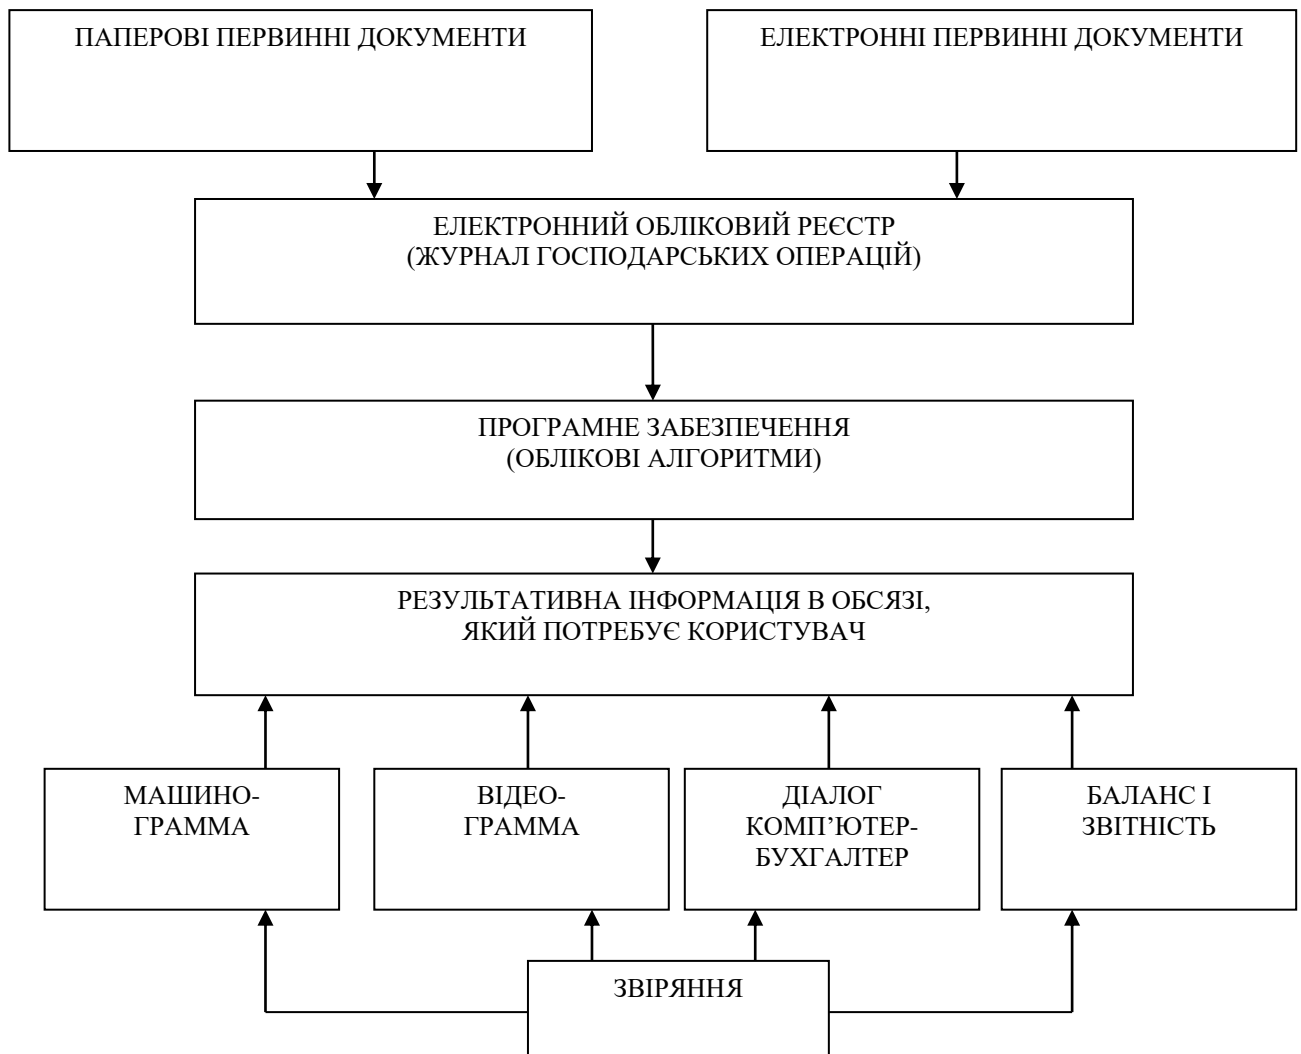 ПАПЕРОВІ ПЕРВИННІ ДОКУМЕНТИ
ЕЛЕКТРОННІ ПЕРВИННІ ДОКУМЕНТИ
ЕЛЕКТРОННИЙ ОБЛІКОВИЙ РЕЄСТР
(ЖУРНАЛ ГОСПОДАРСЬКИХ ОПЕРАЦІЙ)
ПРОГРАМНЕ ЗАБЕЗПЕЧЕННЯ
(ОБЛІКОВІ АЛГОРИТМИ)
РЕЗУЛЬТАТИВНА ІНФОРМАЦІЯ В ОБСЯЗІ,
ЯКИЙ ПОТРЕБУЄ КОРИСТУВАЧ
МАШИНО-
ГРАММА
ВІДЕО-
ГРАММА
ДІАЛОГ
КОМП’ЮТЕР-
БУХГАЛТЕР
БАЛАНС І
ЗВІТНІСТЬ
ЗВІРЯННЯ